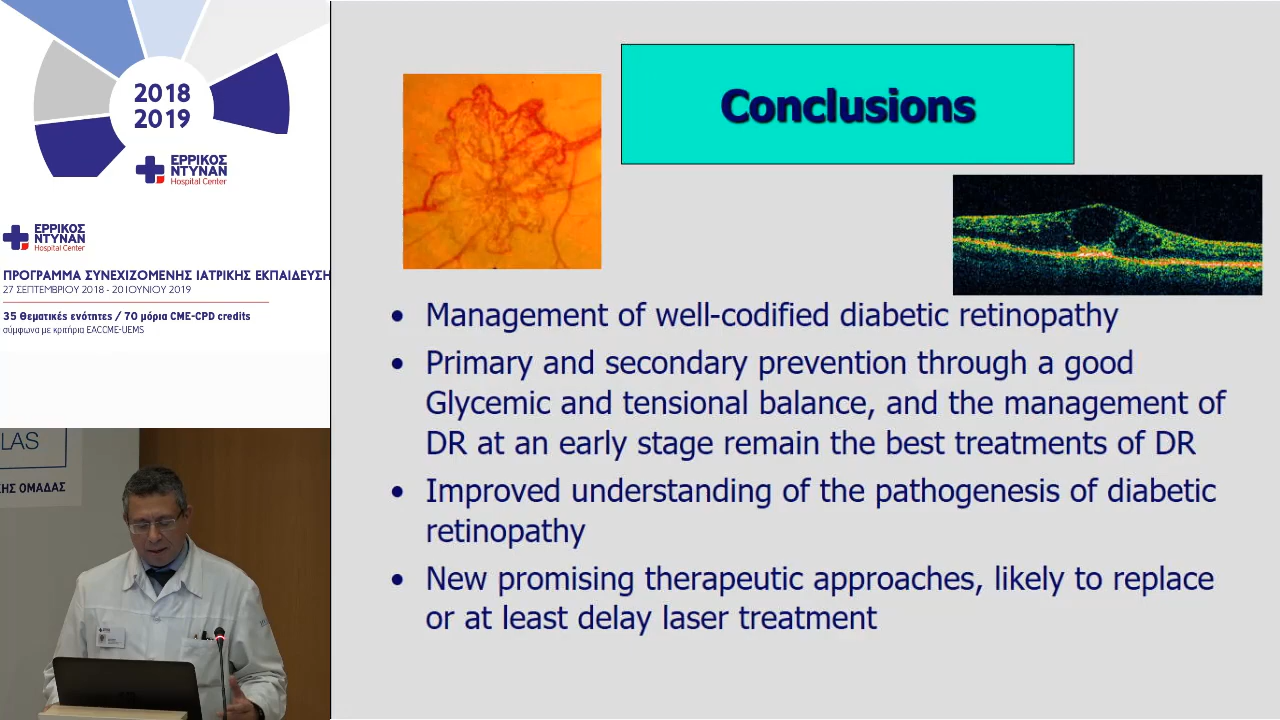 2018
2019
ΕΡΡΙΚΟΣ
ΝΤΥΝΑΝ
Hospital Center
ΕΡΡΙΚΟΣ
ΝΤΥΝΑΝ
Hospital Center
ΠΡΟΓΡΑΜΜΑ ΣΥΝΕΧΙΖΟΜΕΝΗΣ ΙΑΤΡΙΚΗΣ ΕΚΠΑΙΔΕΥΣΗ
27 ΣΕΠΤΕΜΒΡΙΟΥ 2018 - 20 ΙΟΥΝΙΟΥ 2019
35 θεματικές ενότητες / 70 μόρια CME-CPD credits
σύμφωνα με κριτήρια EACCME-UEMS
LAS
ΗΣ ΟΜΑΔΑΣ
Conclusions
• Management of well-codified diabetic retinopathy
• Primary and secondary prevention through a good
Glycemic and tensional balance, and the management of
DR at an early stage remain the best treatments of DR
• Improved understanding of the pathogenesis of diabetic
retinopathy
• New promising therapeutic approaches, likely to replace
or at least delay laser treatment